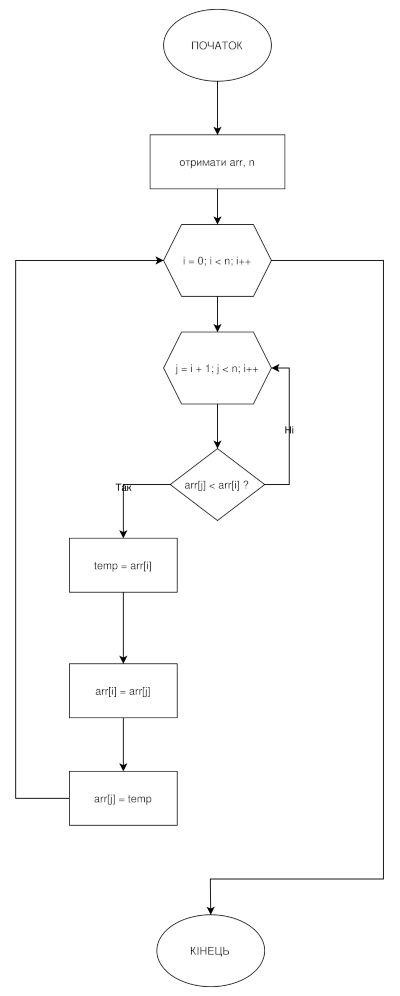 ПОЧАТОК
отримати arr, n
i = 0; i < n; i++
j = i + 1; j < n; i++
Ні
arr[j] < arr[i] ?
Так
temp = arr[i]
arr[i] = arr[j]
arr[j] = temp
КІНЕЦЬ